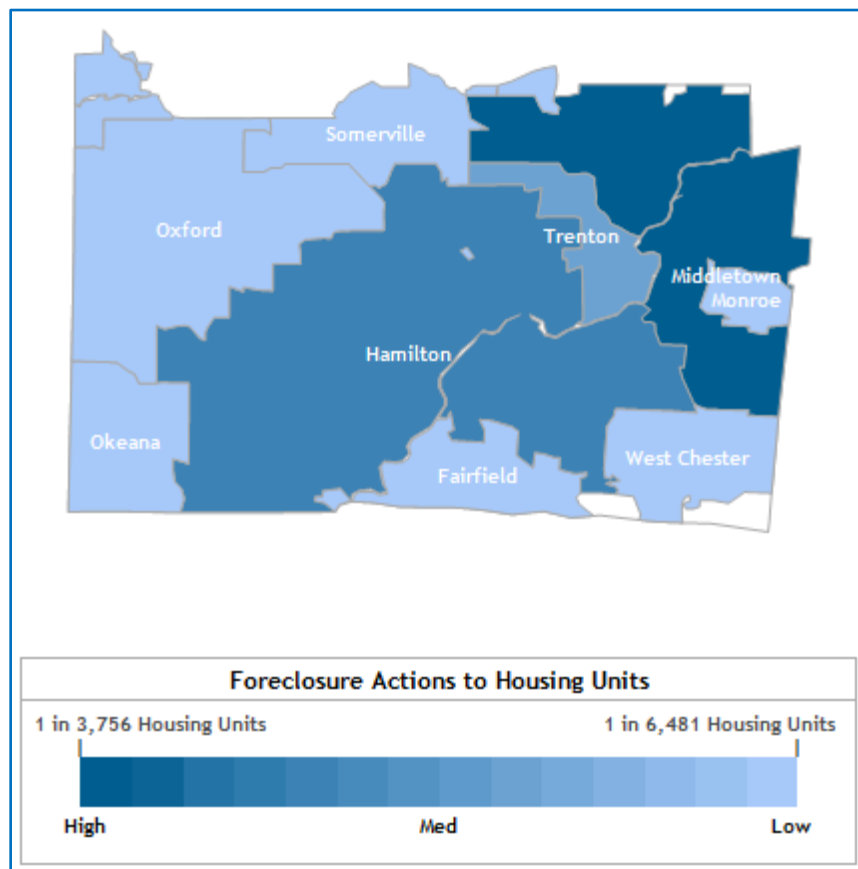 Somerville
Oxford
Trenton
Middletown
Monroe
Hamilton
Okeana
West Chester
Fairfield
Foreclosure Actions to Housing Units
1 in 3,756 Housing Units
1 in 6,481 Housing Units
High
Med
Low